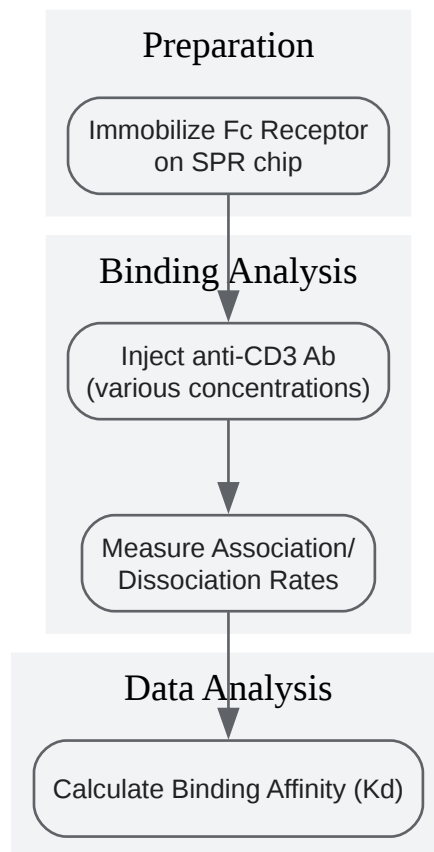 Preparation
Immobilize Fc Receptor
on SPR chip
Binding Analysis
Inject anti-CD3 Ab
(various concentrations)
Measure Association/
Dissociation Rates
Data Analysis
Calculate Binding Affinity (Kd)